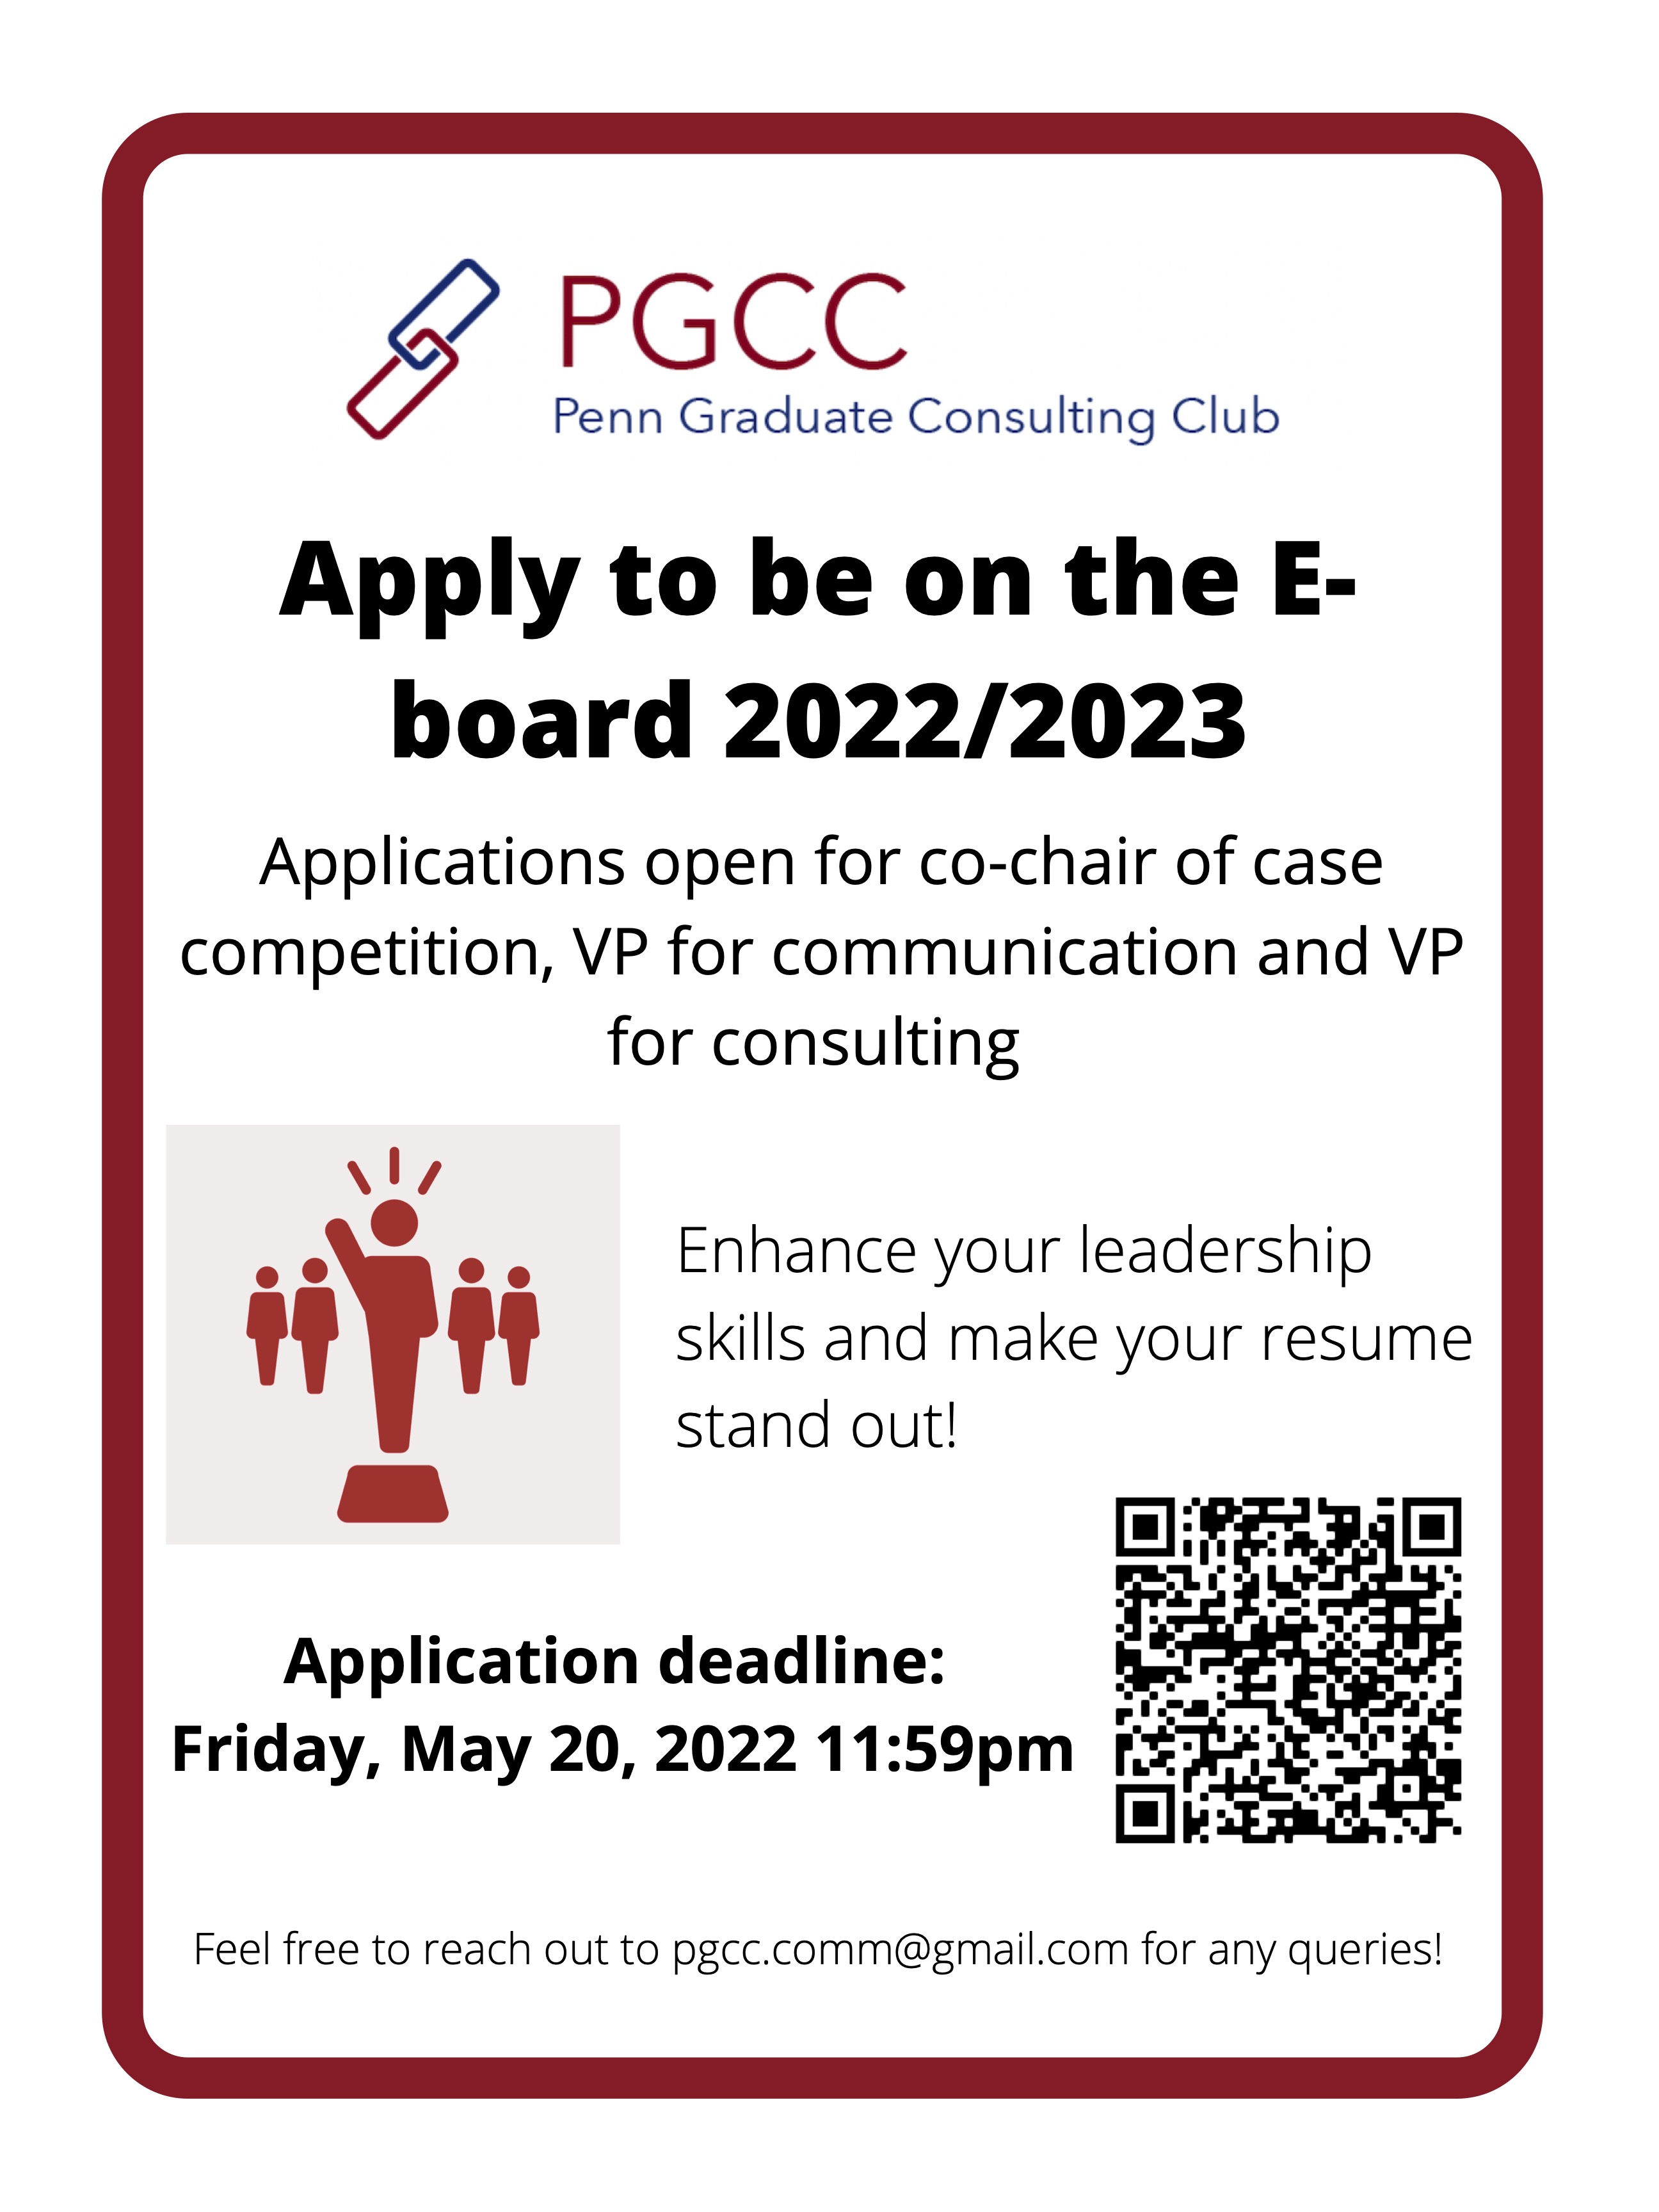 PGCC
Penn Graduate Consulting Club
Apply to be on the E-
board 2022/2023
Applications open for co-chair of case
competition, VP for communication and VP
for consulting
Enhance your leadership
skills and make your resume
stand out!
Application deadline:
Friday, May 20, 2022 11:59pm
Feel free to reach out to pgcc.comm@gmail.com for any queries!